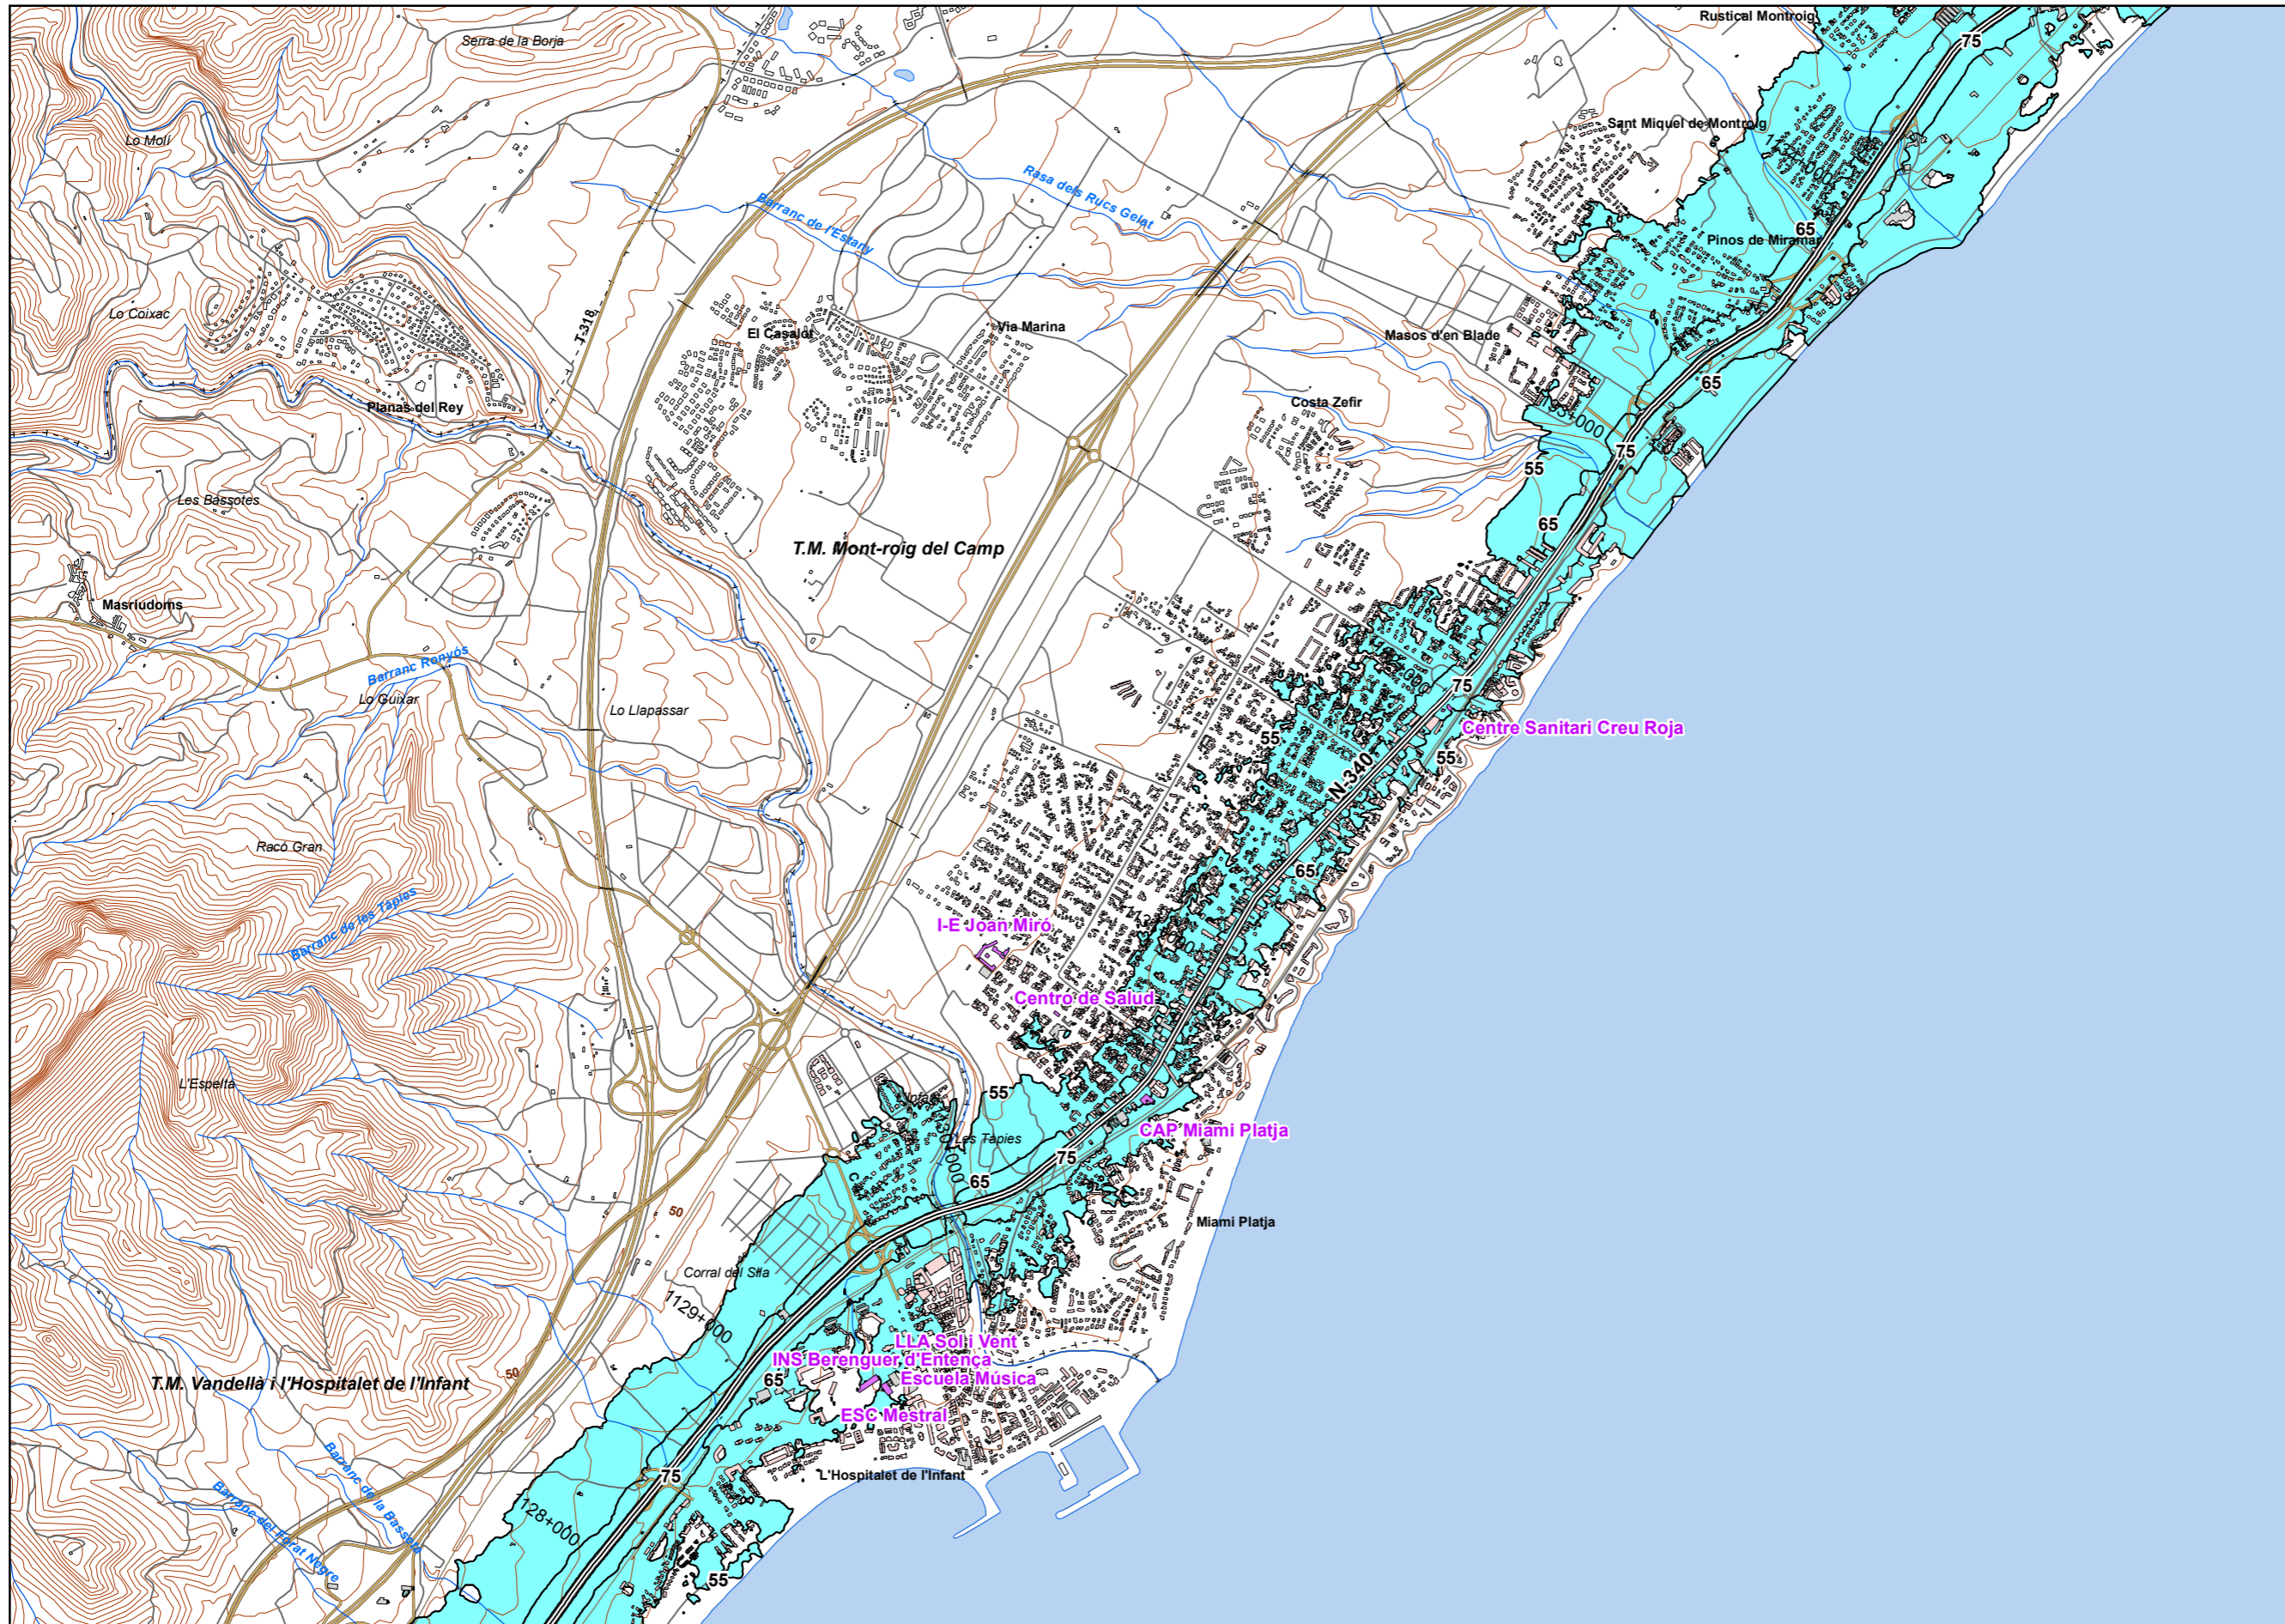 Rustical Montroig
Serra de la Borja
75
Lo Molí
Sant Miquel de Montroig
Rasa dels Rucs Gelat
Barranc de l'Estany
65
Pinos de Miramar
Lo Coixac
T-318
El Casalot
Via Marina
Masos d'en Blade
65
Planas del Rey
Costa Zefir
75
55
Les Bassotes
65
T.M. Mont-roig del Camp
Masriudoms
Barranc Ronyós
Lo Guixar
75
Lo Llapassar
Centre Sanitari Creu Roja
55
55
N-340
Racó Gran
65
Barranc de les Tàpies
I-E Joan Miró
Centro de Salud
L'Espelta
55
Les Tàpies
CAP Miami Platja
75
65
50
Miami Platja
Corral del Silla
1129+000
LLA Sol i Vent
INS Berenguer d'Entença
50
65
Escuela Música
T.M. Vandellà i l'Hospitalet de l'Infant
ESC Mestral
75
L'Hospitalet de l'Infant
Barranc de la Basseta
Barranc del Forat Negre
128+000
55